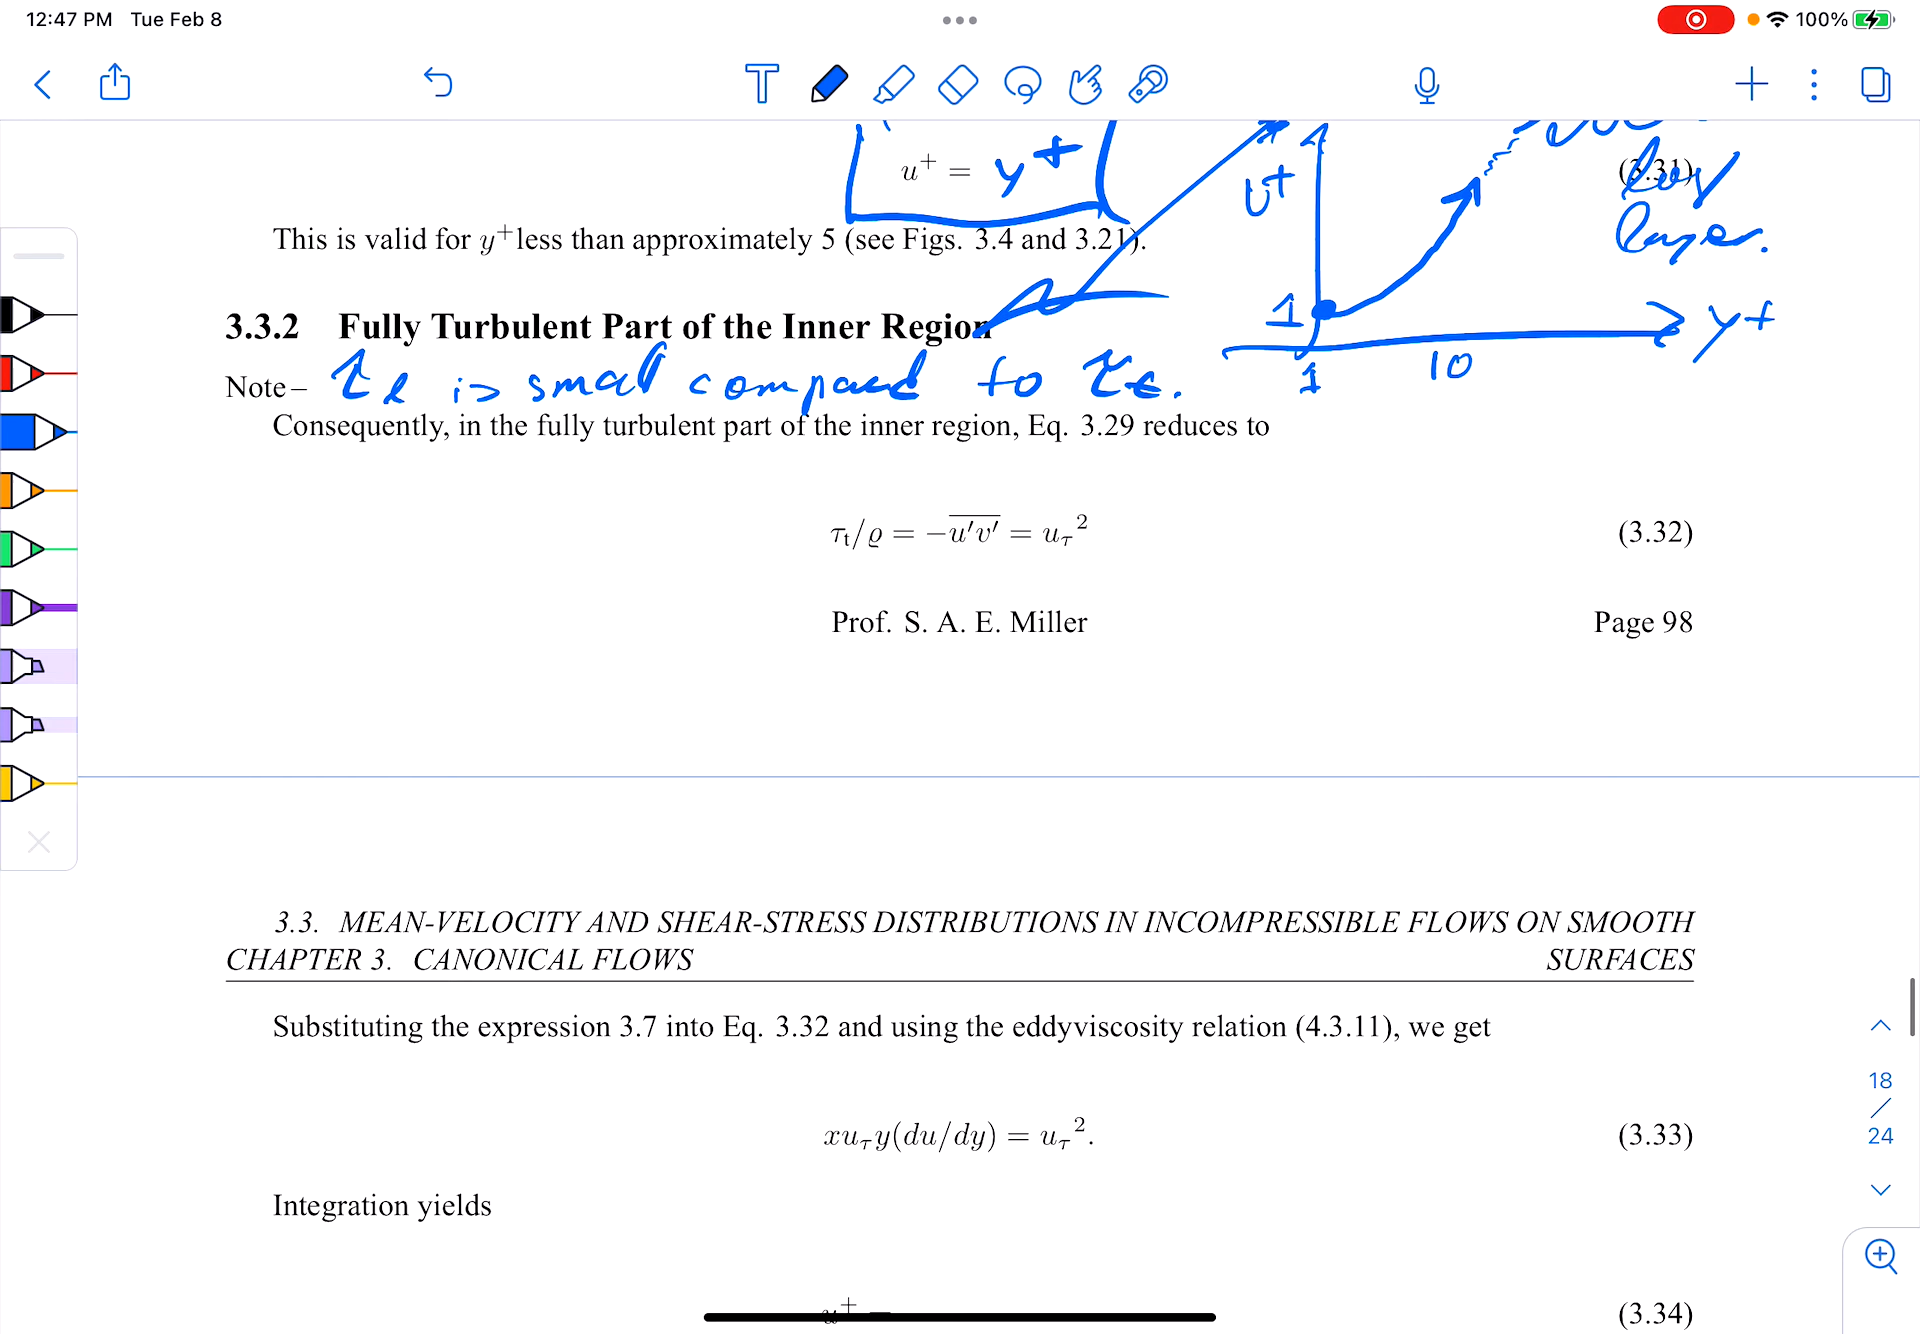 12:47 PM Tue Feb 8
100%
u⁺ = y⁺
(3.31)
u⁺
log
layer.
This is valid for y⁺less than approximately 5 (see Figs. 3.4 and 3.21).
1
y+
1
10
3.3.2 Fully Turbulent Part of the Inner Region
Note– τℓ is small compared to τt.
Consequently, in the fully turbulent part of the inner region, Eq. 3.29 reduces to
τt/ϱ = −u′v′ = uτ² (3.32)
Prof. S. A. E. Miller Page 98
3.3. MEAN-VELOCITY AND SHEAR-STRESS DISTRIBUTIONS IN INCOMPRESSIBLE FLOWS ON SMOOTH
CHAPTER 3. CANONICAL FLOWS SURFACES
Substituting the expression 3.7 into Eq. 3.32 and using the eddyviscosity relation (4.3.11), we get
xuτy(du/dy) = uτ². (3.33)
Integration yields
u⁺ = (3.34)
18
/
24